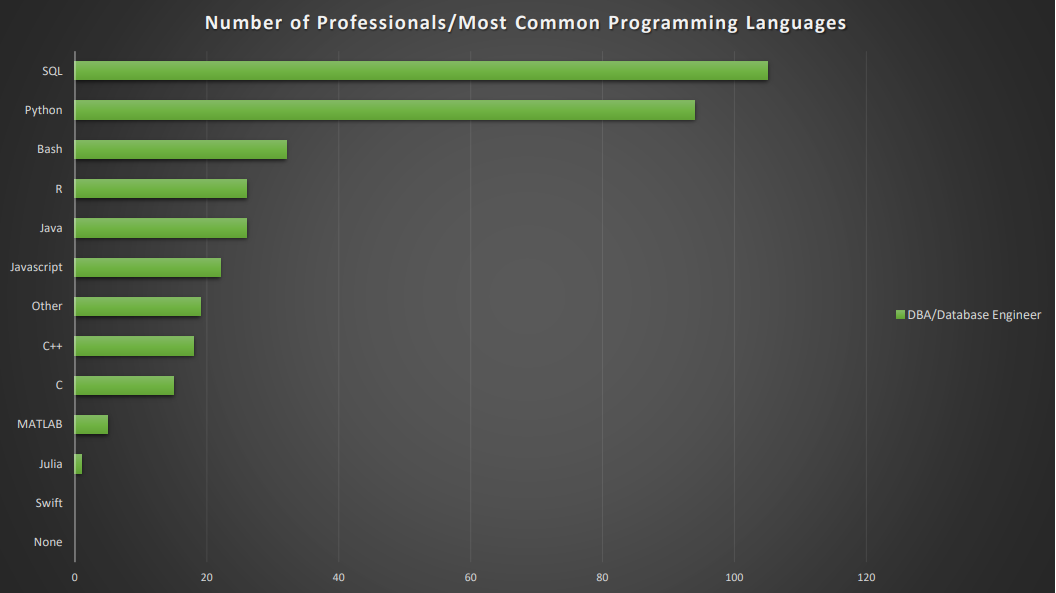 Number of Professionals/Most Common Programming Languages
SQL
Python
Bash
R
Java
Javascript
Other
C++
C
MATLAB
Julia
Swift
None
0 20 40 60 80 100 120
DBA/Database Engineer